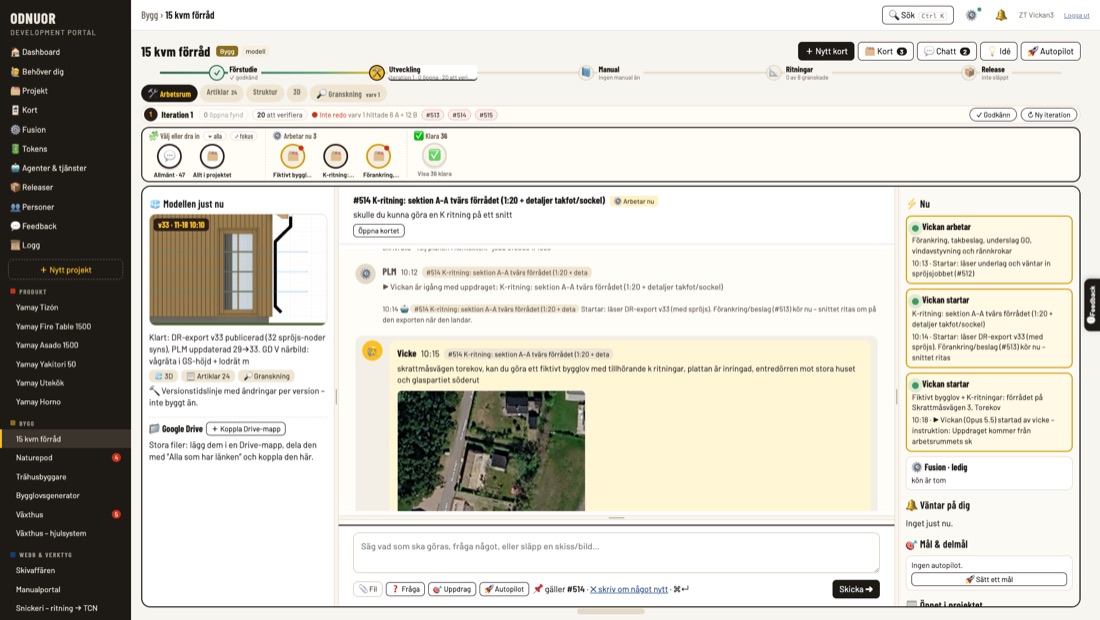 ODNUOR
DEVELOPMENT PORTAL
Dashboard
Behöver dig
Projekt
Kort
Fusion
Tokens
Agenter & tjänster
Releaser
Personer
Feedback
Logg
+ Nytt projekt
PRODUKT
Yamay Tizón
Yamay Fire Table 1500
Yamay Asado 1500
Yamay Yakitori 50
Yamay Utekök
Yamay Horno
BYGG
15 kvm förråd
Naturepod
Trähusbyggare
Bygglovsgenerator
Växthus 5
Växthus - hjulsystem
WEBB & VERKTYG
Skivaffären
Manualportal
Snickeri - ritning → TCN
Bygg › 15 kvm förråd
Sök Ctrl K
ZT Vickan3
Logga ut
15 kvm förråd Bygg modell
+ Nytt kort
Kort 3
Chatt 2
Idé
Autopilot
Förstudie
✓ godkänd
Utveckling
Manual
ingen manual än
Ritningar
0 av 8 granskade
Release
inte släppt
Arbetsrum
Artiklar 24
Struktur
3D
Granskning varv 1
1 Iteration 1
0 öppna fynd
20 att verifiera
Inte redo varv 1 hittade 6 A + 12 B
#513
#514
#515
✓ Godkänn
Ny iteration
Välj eller dra in
+ alla
✓ fokus
Arbetar nu 3
Klara 36
Allmänt · 47
Allt i projektet
Fiktivt byggl...
K-ritning:...
Förankring,...
Visa 36 klara
Modellen just nu
v33 · 11-18 10:10
Klart: DR-export v33 publicerad (32 spröjs-noder
syns), PLM uppdaterad 29→33. GD V närbild:
vågräta i GS-höjd + lodrät m
3D
Artiklar 24
Granskning
Versionstidslinje med ändringar per version -
inte byggt än.
Google Drive
+ Koppla Drive-mapp
Stora filer: lägg dem i en Drive-mapp, dela den
med "Alla som har länken" och koppla den här.
#514 K-ritning: sektion A-A tvärs förrådet (1:20 + detaljer takfot/sockel)
Arbetar nu
skulle du kunna göra en K ritning på ett snitt
Öppna kortet
PLM 10:12 #514 K-ritning: sektion A-A tvärs förrådet (1:20 + deta
Vickan är igång med uppdraget: K-ritning: sektion A-A tvärs förrådet (1:20 + detaljer takfot/sockel)
10:14 #514 K-ritning: sektion A-A tvärs förrådet (1:20 + deta Startar: läser DR-export v33 (med spröjs). Förankring/beslag(#513) kör nu - snittet ritas om på
den exporten när den landar.
Vicke 10:15 #514 K-ritning: sektion A-A tvärs förrådet (1:20 + deta
skrattmåsvägen torekov, kan du göra ett fiktivt bygglov med tillhörande k ritningar, plattan är inringad, entredörren mot stora huset
och glaspartiet söderut
Säg vad som ska göras, fråga något, eller släpp en skiss/bild...
Fil
Fråga
Uppdrag
Autopilot
gäller #514 · X skriv om något nytt · ⌘↵
Skicka →
Nu
Vickan arbetar
Förankring, takbeslag, underslag GD,
vindavstyvning och rännkrokar
10:13 · Startar: läser underlag och väntar in
spröjsjobbet (#512)
Vickan startar
K-ritning: sektion A-A tvärs förrådet (1:20 +
detaljer takfot/sockel)
10:14 · Startar: läser DR-export v33 (med
spröjs). Förankring/beslag(#513) kör nu -
snittet ritas
Vickan startar
Fiktivt bygglov + K-ritningar: förrådet på
Skrattmåsvägen 3, Torekov
10:18 · ▶ Vickan (Opus 5.5) startad av vicke -
instruktion: Uppdraget kommer från
arbetsrummets sk
Fusion · ledig
kön är tom
Väntar på dig
Inget just nu.
Mål & delmål
Ingen autopilot.
Sätt ett mål
Feedback